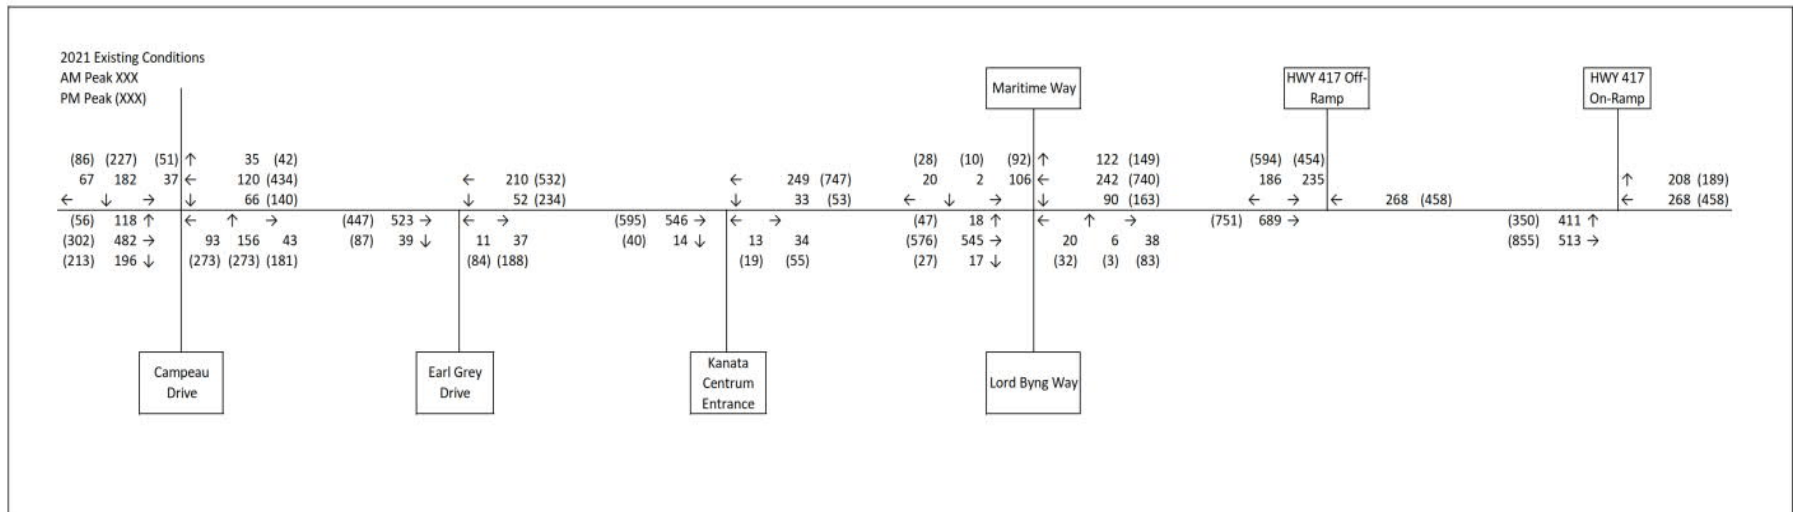 2021 Existing Conditions
AM Peak XXX
PM Peak (XXX)
Maritime Way
HWY 417 Off-
Ramp
HWY 417
On-Ramp
(86) (227) (51) ↑ 35 (42)
67 182 37 ← 120 (434)
← ↓ → ↓ 66 (140)
(56) 118 ↑ ← ↑ →
(302) 482 → 93 156 43
(213) 196 ↓ (273) (273) (181)
← 210 (532)
↓ 52 (234)
(447) 523 → ← →
(87) 39 ↓ 11 37
(84) (188)
← 249 (747)
↓ 33 (53)
(595) 546 → ← →
(40) 14 ↓ 13 34
(19) (55)
(28) (10) (92) ↑ 122 (149)
20 2 106 ← 242 (740)
← ↓ → ↓ 90 (163)
(47) 18 ↑ ← ↑ →
(576) 545 → 20 6 38
(27) 17 ↓ (32) (3) (83)
(594) (454)
186 235
← → ← 268 (458)
(751) 689 →
↑ 208 (189)
← 268 (458)
(350) 411 ↑
(855) 513 →
Campeau
Drive
Earl Grey
Drive
Kanata
Centrum
Entrance
Lord Byng Way